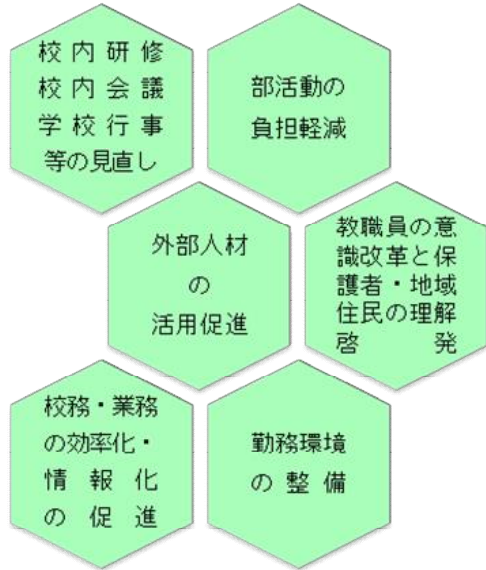 校内研修
校内会議
学校行事
等の見直し
部活動の
負担軽減
外部人材
の
活用促進
教職員の意
識改革と保
護者・地域
住民の理解
啓発
校務・業務
の効率化・
情報化
の促進
勤務環境
の整備